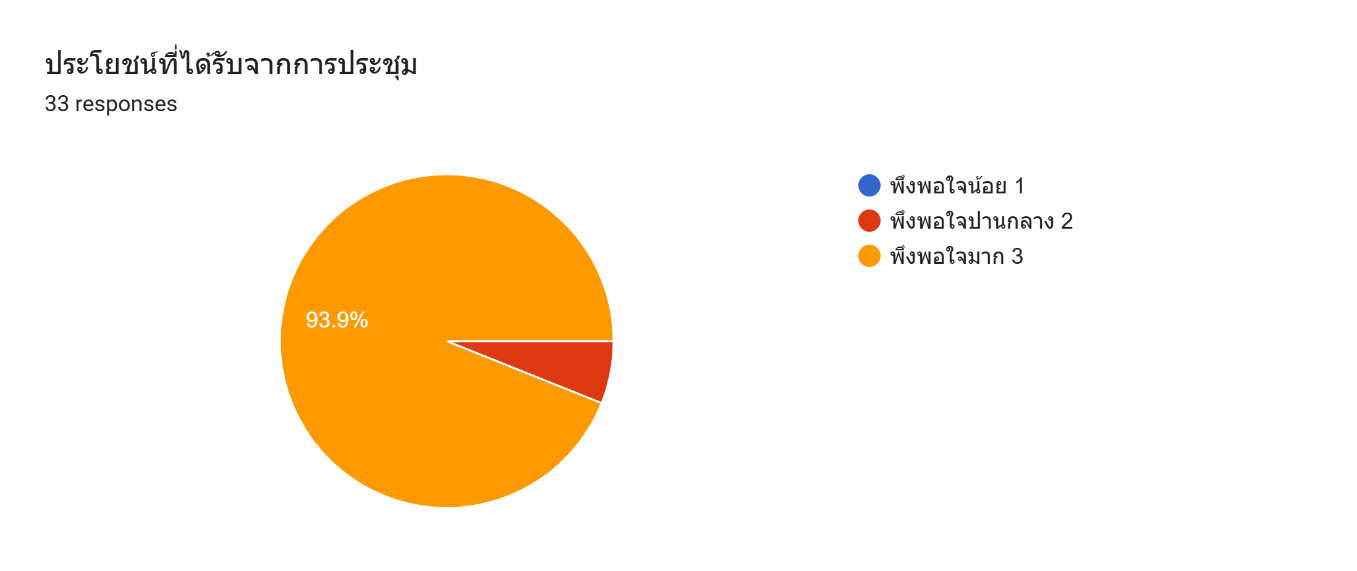 ประโยชน์ที่ได้รับจากการประชุม
33 responses
พึงพอใจน้อย 1
พึงพอใจปานกลาง 2
พึงพอใจมาก 3
93.9%